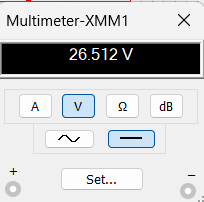 Multimeter-XMM1
26.512 V
A V Ω dB
+ Set... −